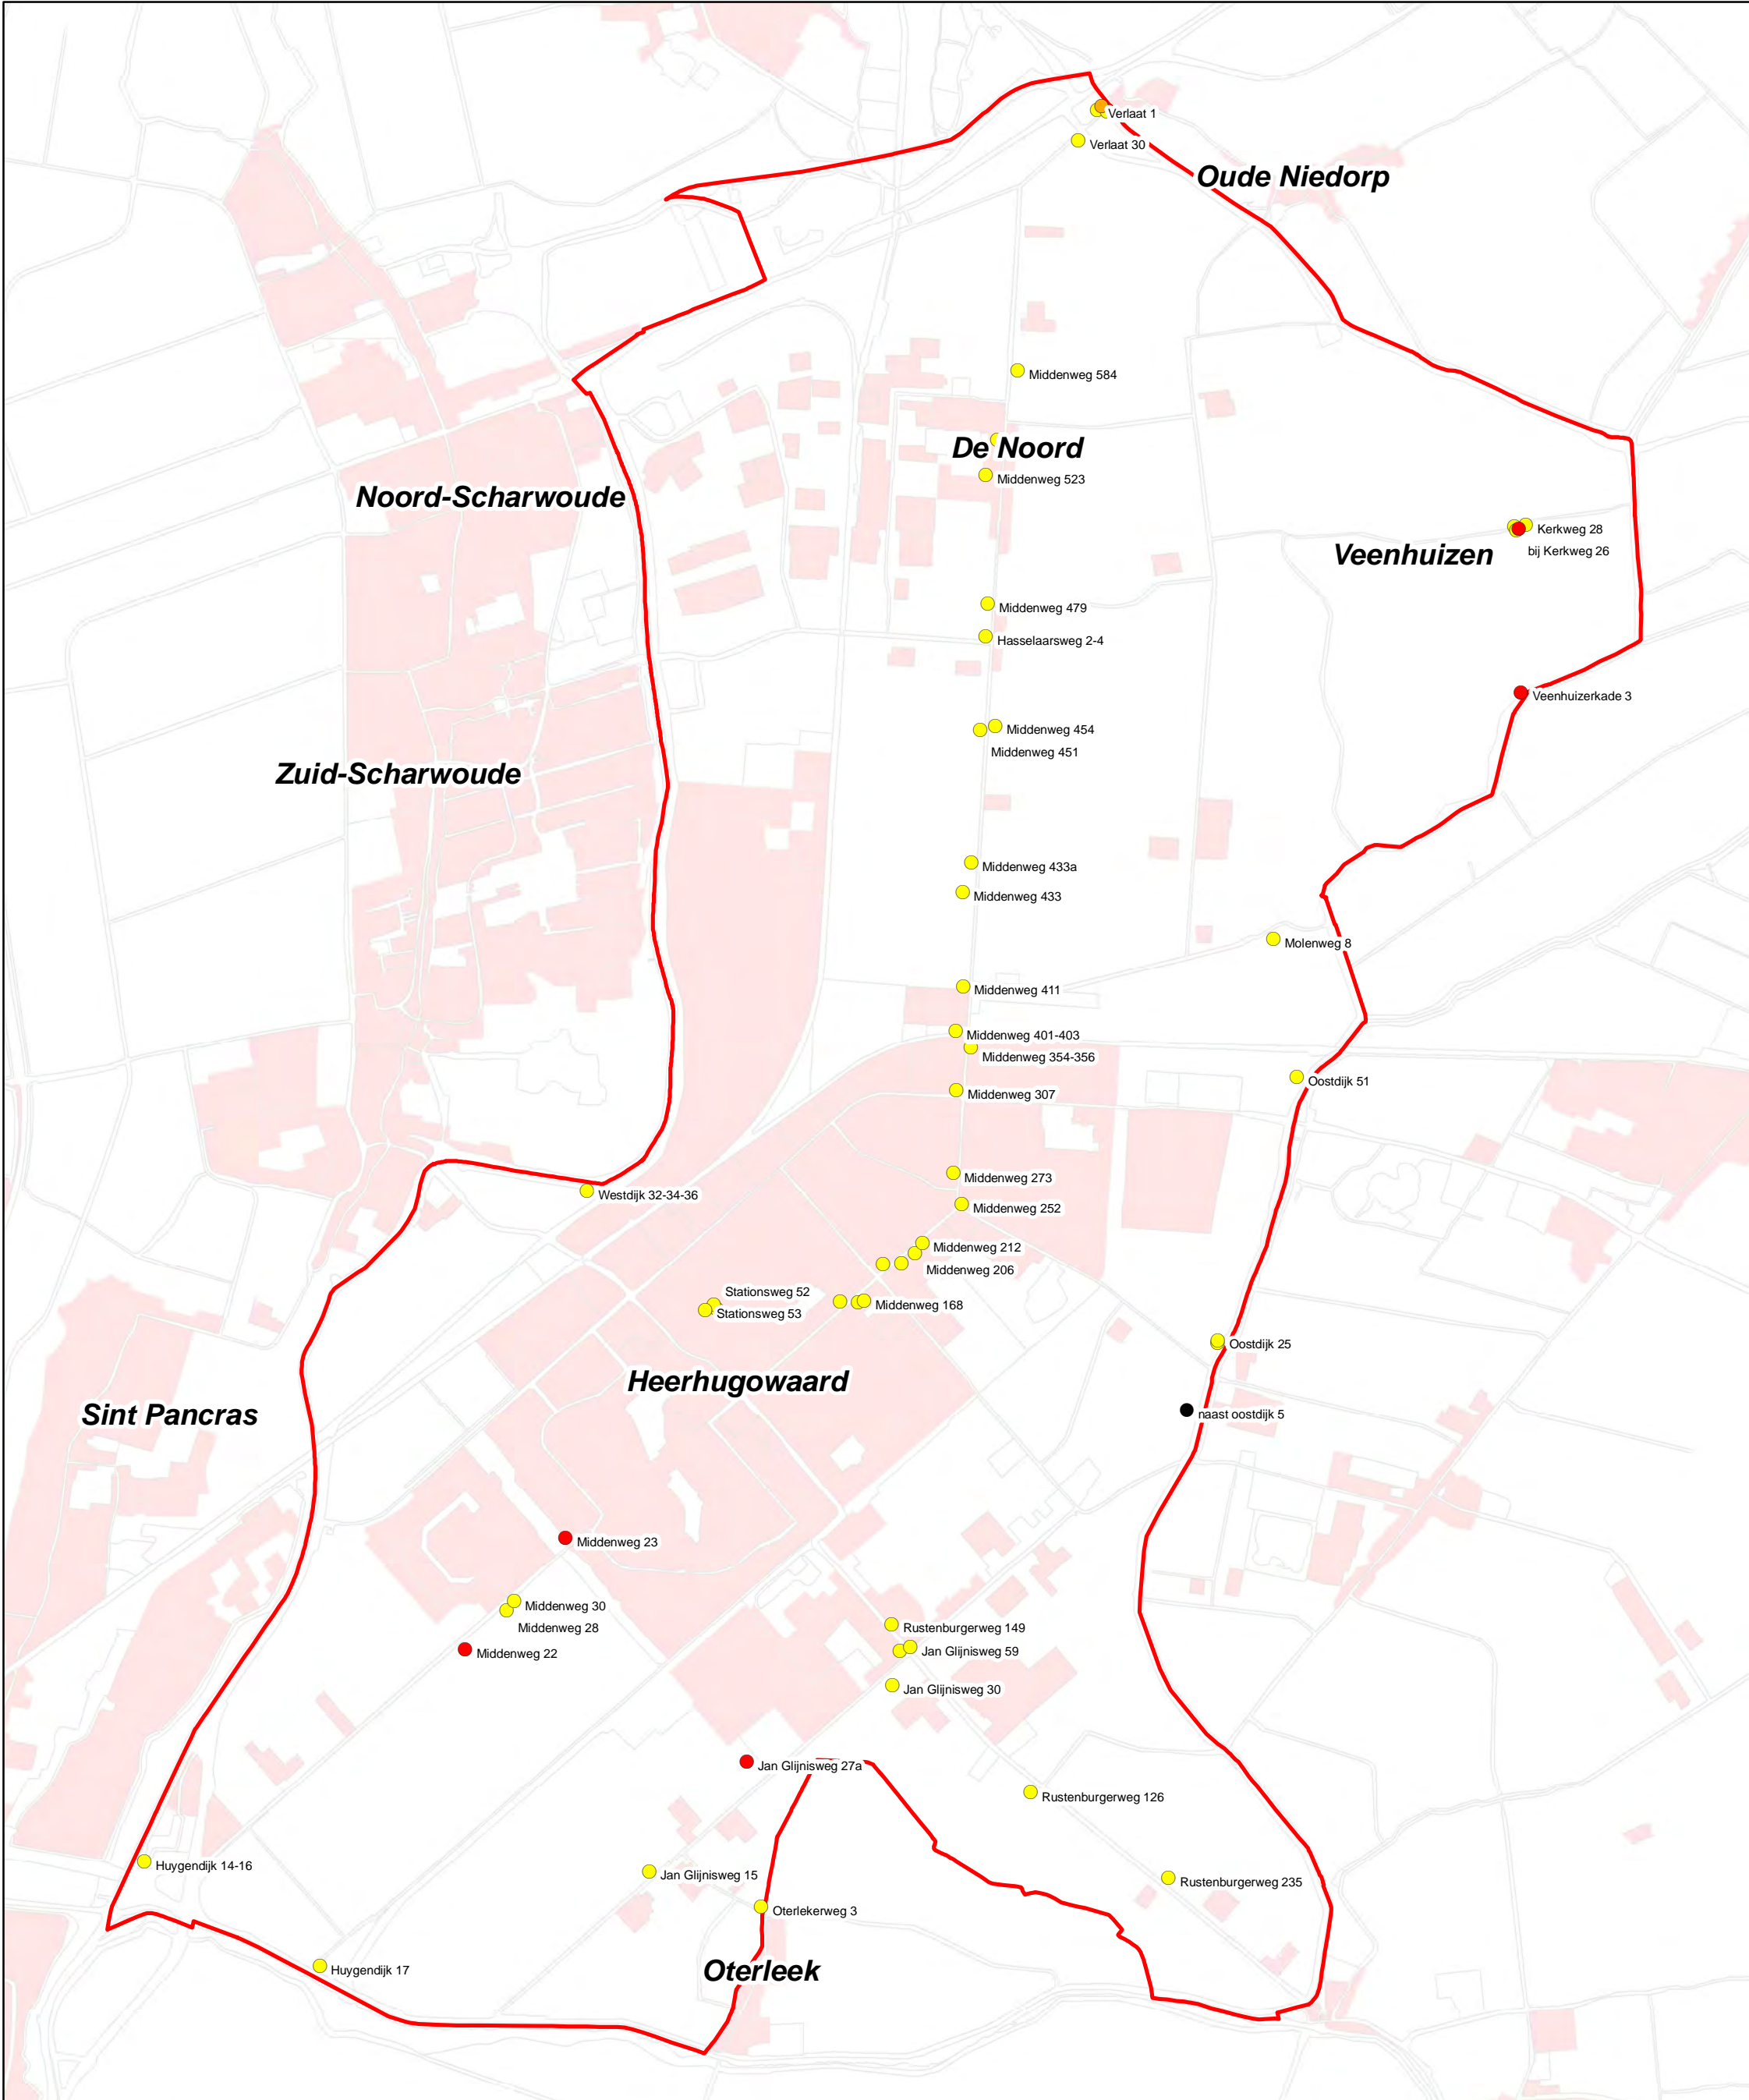 Verlaat 1
Verlaat 30
Oude Niedorp
Middenweg 584
De Noord
Middenweg 523
Noord-Scharwoude
Kerkweg 28
bij Kerkweg 26
Veenhuizen
Middenweg 479
Hasselaarsweg 2-4
Veenhuizerkade 3
Middenweg 454
Middenweg 451
Zuid-Scharwoude
Middenweg 433a
Middenweg 433
Molenweg 8
Middenweg 411
Middenweg 401-403
Middenweg 354-356
Oostdijk 51
Middenweg 307
Middenweg 273
Westdijk 32-34-36
Middenweg 252
Middenweg 212
Middenweg 206
Stationsweg 52
Middenweg 168
Stationsweg 53
Oostdijk 25
Heerhugowaard
Sint Pancras
naast oostdijk 5
Middenweg 23
Middenweg 30
Middenweg 28
Rustenburgerweg 149
Middenweg 22
Jan Glijnisweg 59
Jan Glijnisweg 30
Jan Glijnisweg 27a
Rustenburgerweg 126
Huygendijk 14-16
Jan Glijnisweg 15
Rustenburgerweg 235
Oterlekerweg 3
Huygendijk 17
Oterleek